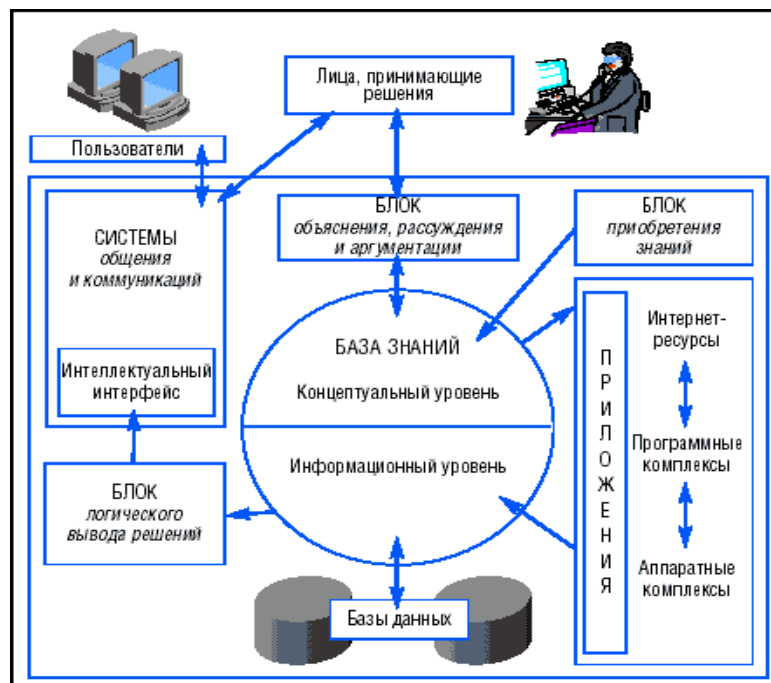 Лица, принимающие
решения
Пользователи
СИСТЕМЫ
общения
и коммуникаций
Интеллектуальный
интерфейс
БЛОК
объяснения, рассуждения
и аргументации
БЛОК
приобретения
знаний
БАЗА ЗНАНИЙ
Концептуальный уровень
Информационный уровень
БЛОК
логического
вывода решений
Базы данных
ПРИЛОЖЕНИЯ
Интернет-
ресурсы
Программные
комплексы
Аппаратные
комплексы